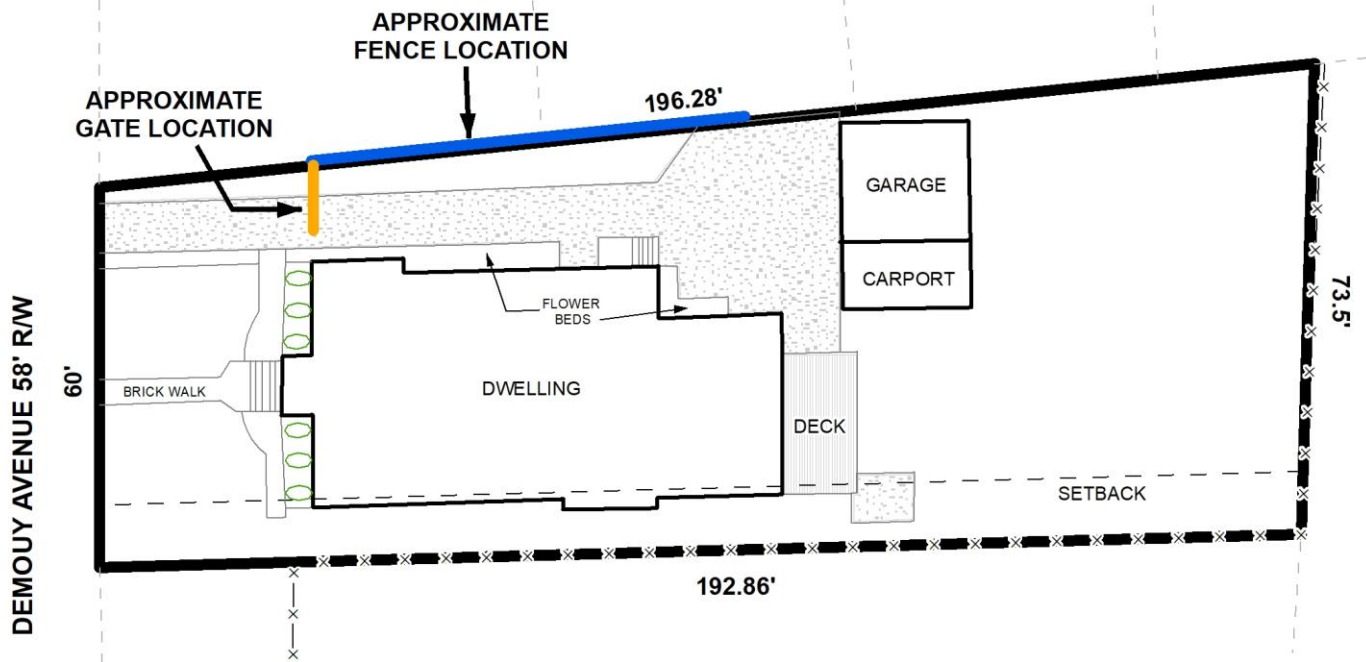 APPROXIMATE
FENCE LOCATION
APPROXIMATE
GATE LOCATION
196.28'
GARAGE
CARPORT
FLOWER
BEDS
73.5'
DEMOUY AVENUE 58' R/W
60'
BRICK WALK
DWELLING
DECK
SETBACK
192.86'